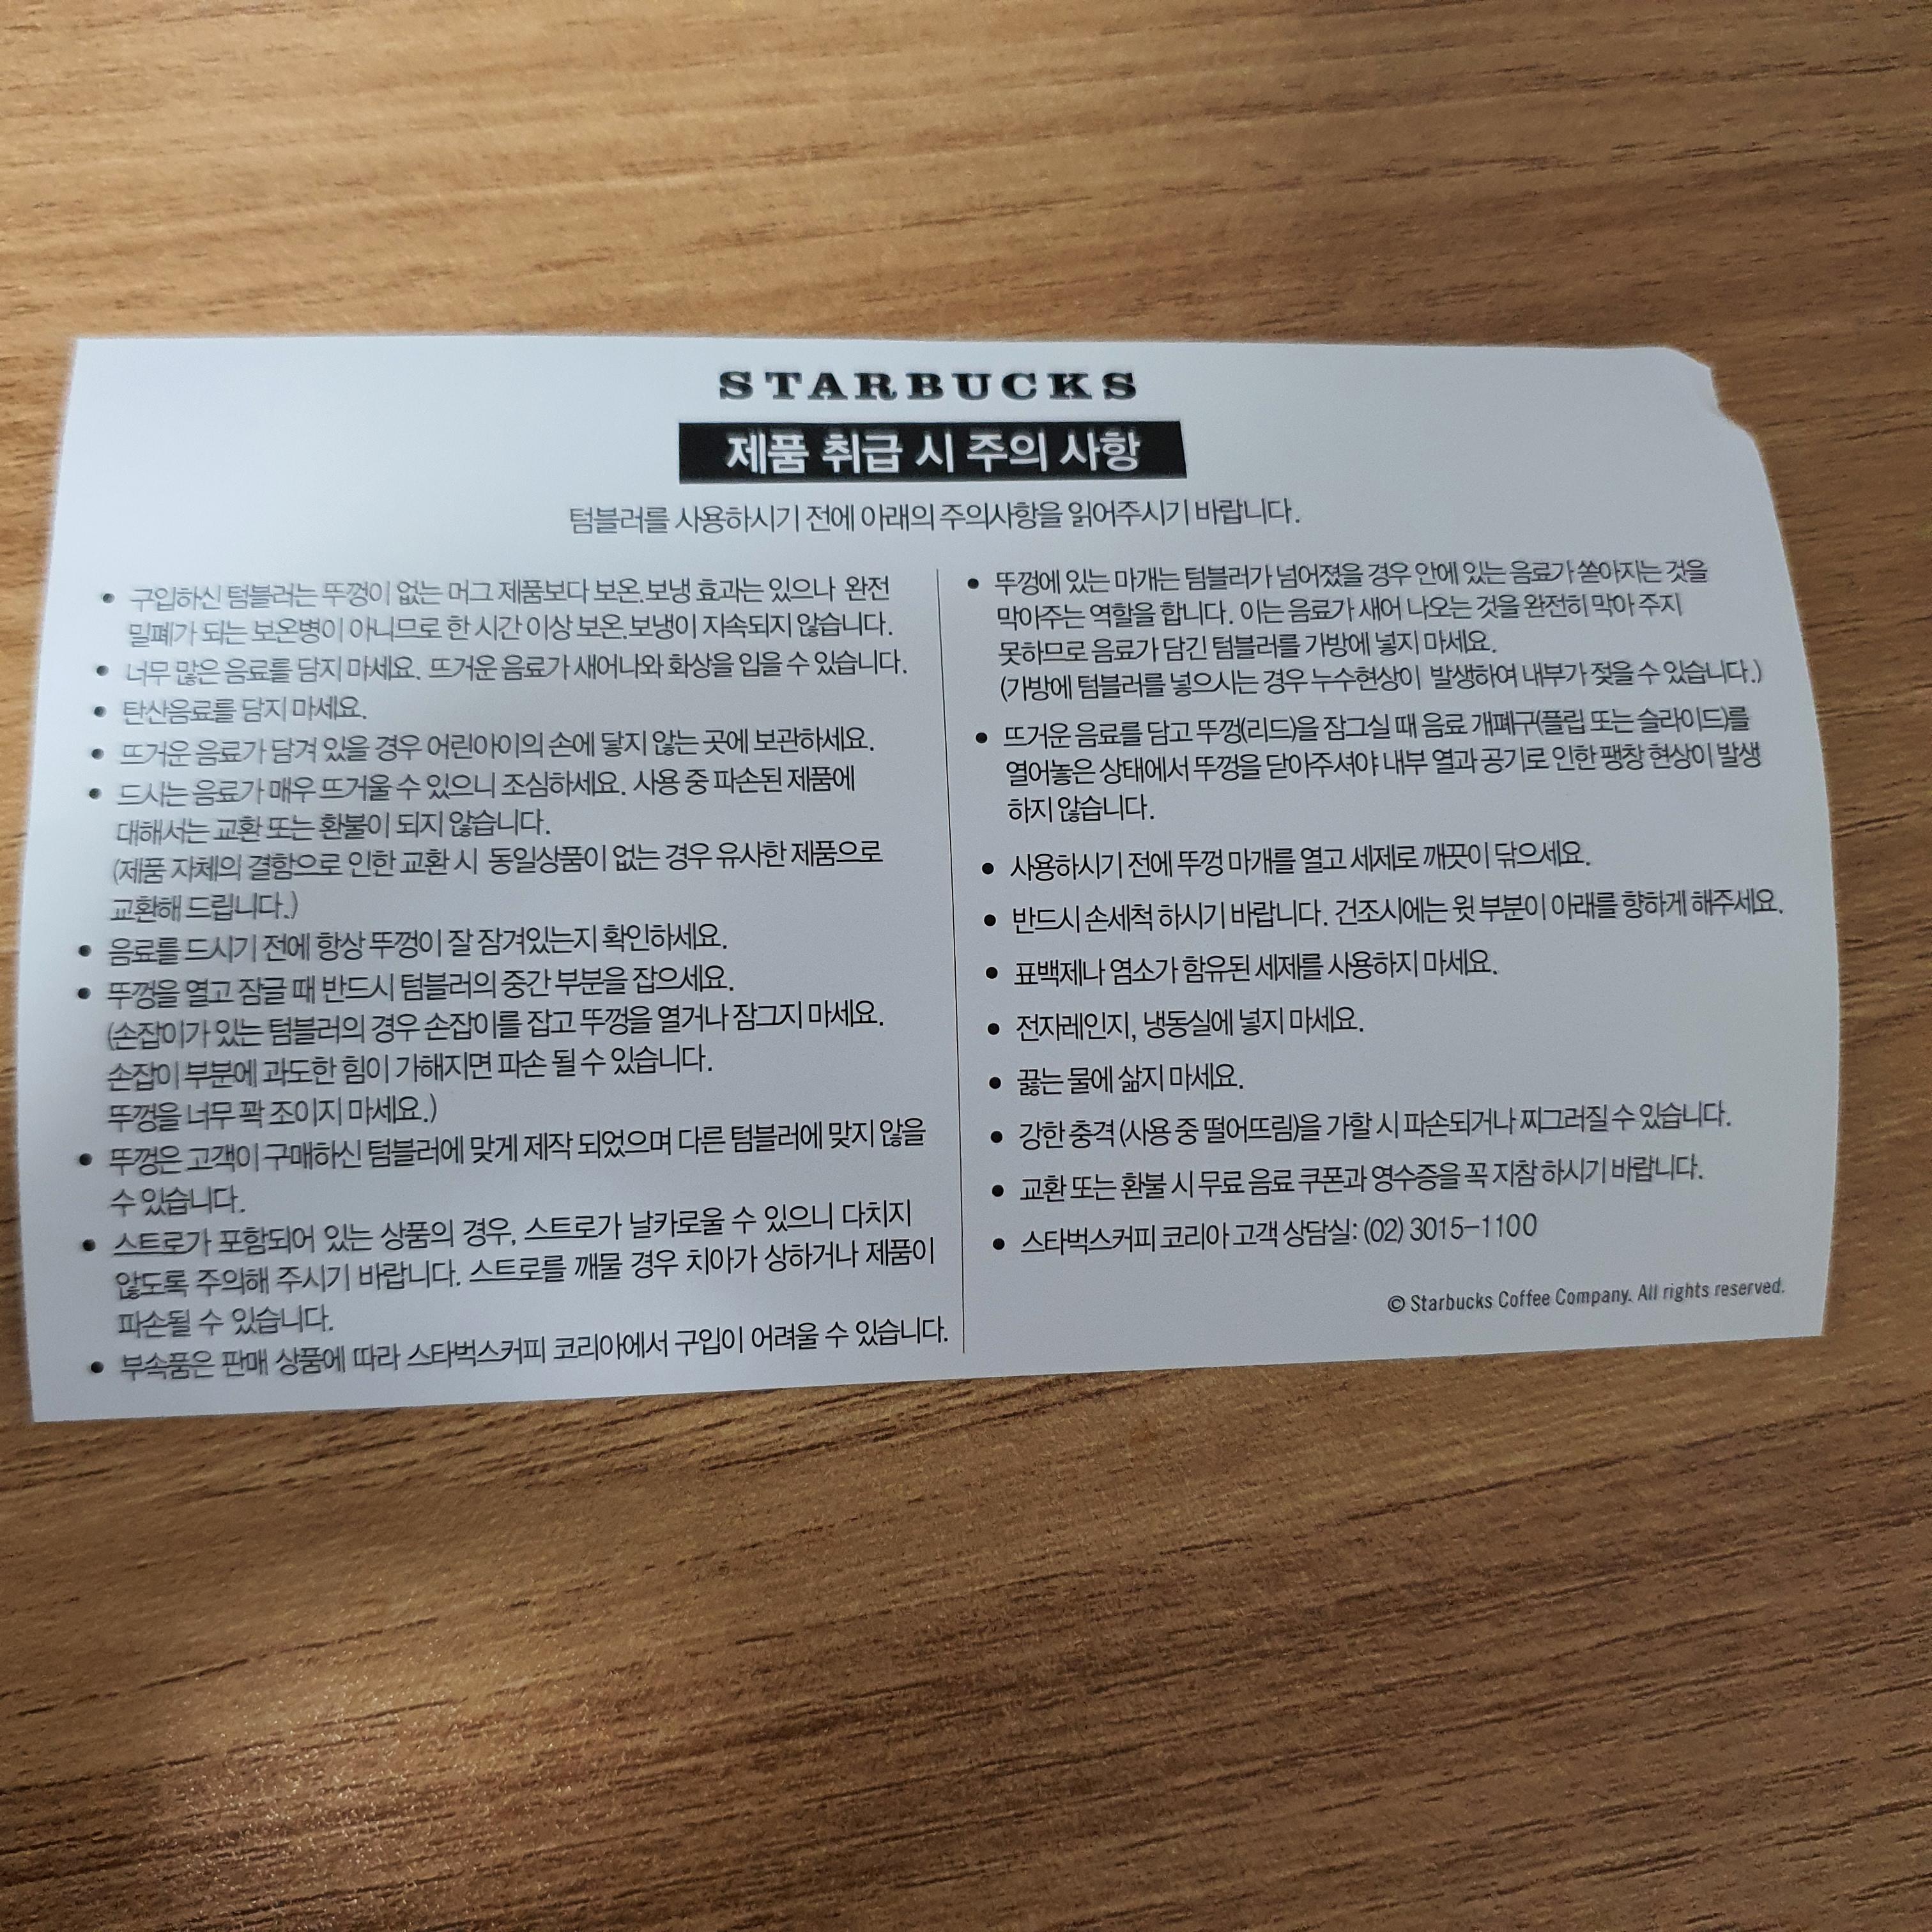 STARBUCKS
제품 취급 시 주의 사항
텀블러를 사용하시기 전에 아래의 주의사항을 읽어주시기 바랍니다.
• 구입하신 텀블러는 뚜껑이 없는 머그 제품보다 보온.보냉 효과는 있으나 완전
밀폐가 되는 보온병이 아니므로 한 시간 이상 보온.보냉이 지속되지 않습니다.
• 너무 많은 음료를 담지 마세요. 뜨거운 음료가 새어나와 화상을 입을 수 있습니다.
• 탄산음료를 담지 마세요.
• 뜨거운 음료가 담겨 있을 경우 어린아이의 손에 닿지 않는 곳에 보관하세요.
• 드시는 음료가 매우 뜨거울 수 있으니 조심하세요. 사용 중 파손된 제품에
대해서는 교환 또는 환불이 되지 않습니다.
(제품 자체의 결함으로 인한 교환 시 동일상품이 없는 경우 유사한 제품으로
교환해 드립니다.)
• 음료를 드시기 전에 항상 뚜껑이 잘 잠겨있는지 확인하세요.
• 뚜껑을 열고 잠글 때 반드시 텀블러의 중간 부분을 잡으세요.
(손잡이가 있는 텀블러의 경우 손잡이를 잡고 뚜껑을 열거나 잠그지 마세요.
손잡이 부분에 과도한 힘이 가해지면 파손 될 수 있습니다.
뚜껑을 너무 꽉 조이지 마세요.)
• 뚜껑은 고객이 구매하신 텀블러에 맞게 제작 되었으며 다른 텀블러에 맞지 않을
수 있습니다.
• 스트로가 포함되어 있는 상품의 경우, 스트로가 날카로울 수 있으니 다치지
않도록 주의해 주시기 바랍니다. 스트로를 깨물 경우 치아가 상하거나 제품이
파손될 수 있습니다.
• 부속품은 판매 상품에 따라 스타벅스커피 코리아에서 구입이 어려울 수 있습니다.
• 뚜껑에 있는 마개는 텀블러가 넘어졌을 경우 안에 있는 음료가 쏟아지는 것을
막아주는 역할을 합니다. 이는 음료가 새어 나오는 것을 완전히 막아 주지
못하므로 음료가 담긴 텀블러를 가방에 넣지 마세요.
(가방에 텀블러를 넣으시는 경우 누수현상이 발생하여 내부가 젖을 수 있습니다.)
• 뜨거운 음료를 담고 뚜껑(리드)을 잠그실 때 음료 개폐구(플립 또는 슬라이드)를
열어놓은 상태에서 뚜껑을 닫아주셔야 내부 열과 공기로 인한 팽창 현상이 발생
하지 않습니다.
• 사용하시기 전에 뚜껑 마개를 열고 세제로 깨끗이 닦으세요.
• 반드시 손세척 하시기 바랍니다. 건조시에는 윗 부분이 아래를 향하게 해주세요.
• 표백제나 염소가 함유된 세제를 사용하지 마세요.
• 전자레인지, 냉동실에 넣지 마세요.
• 끓는 물에 삶지 마세요.
• 강한 충격(사용 중 떨어뜨림)을 가할 시 파손되거나 찌그러질 수 있습니다.
• 교환 또는 환불 시 무료 음료 쿠폰과 영수증을 꼭 지참 하시기 바랍니다.
• 스타벅스커피 코리아 고객 상담실: (02) 3015-1100
© Starbucks Coffee Company. All rights reserved.